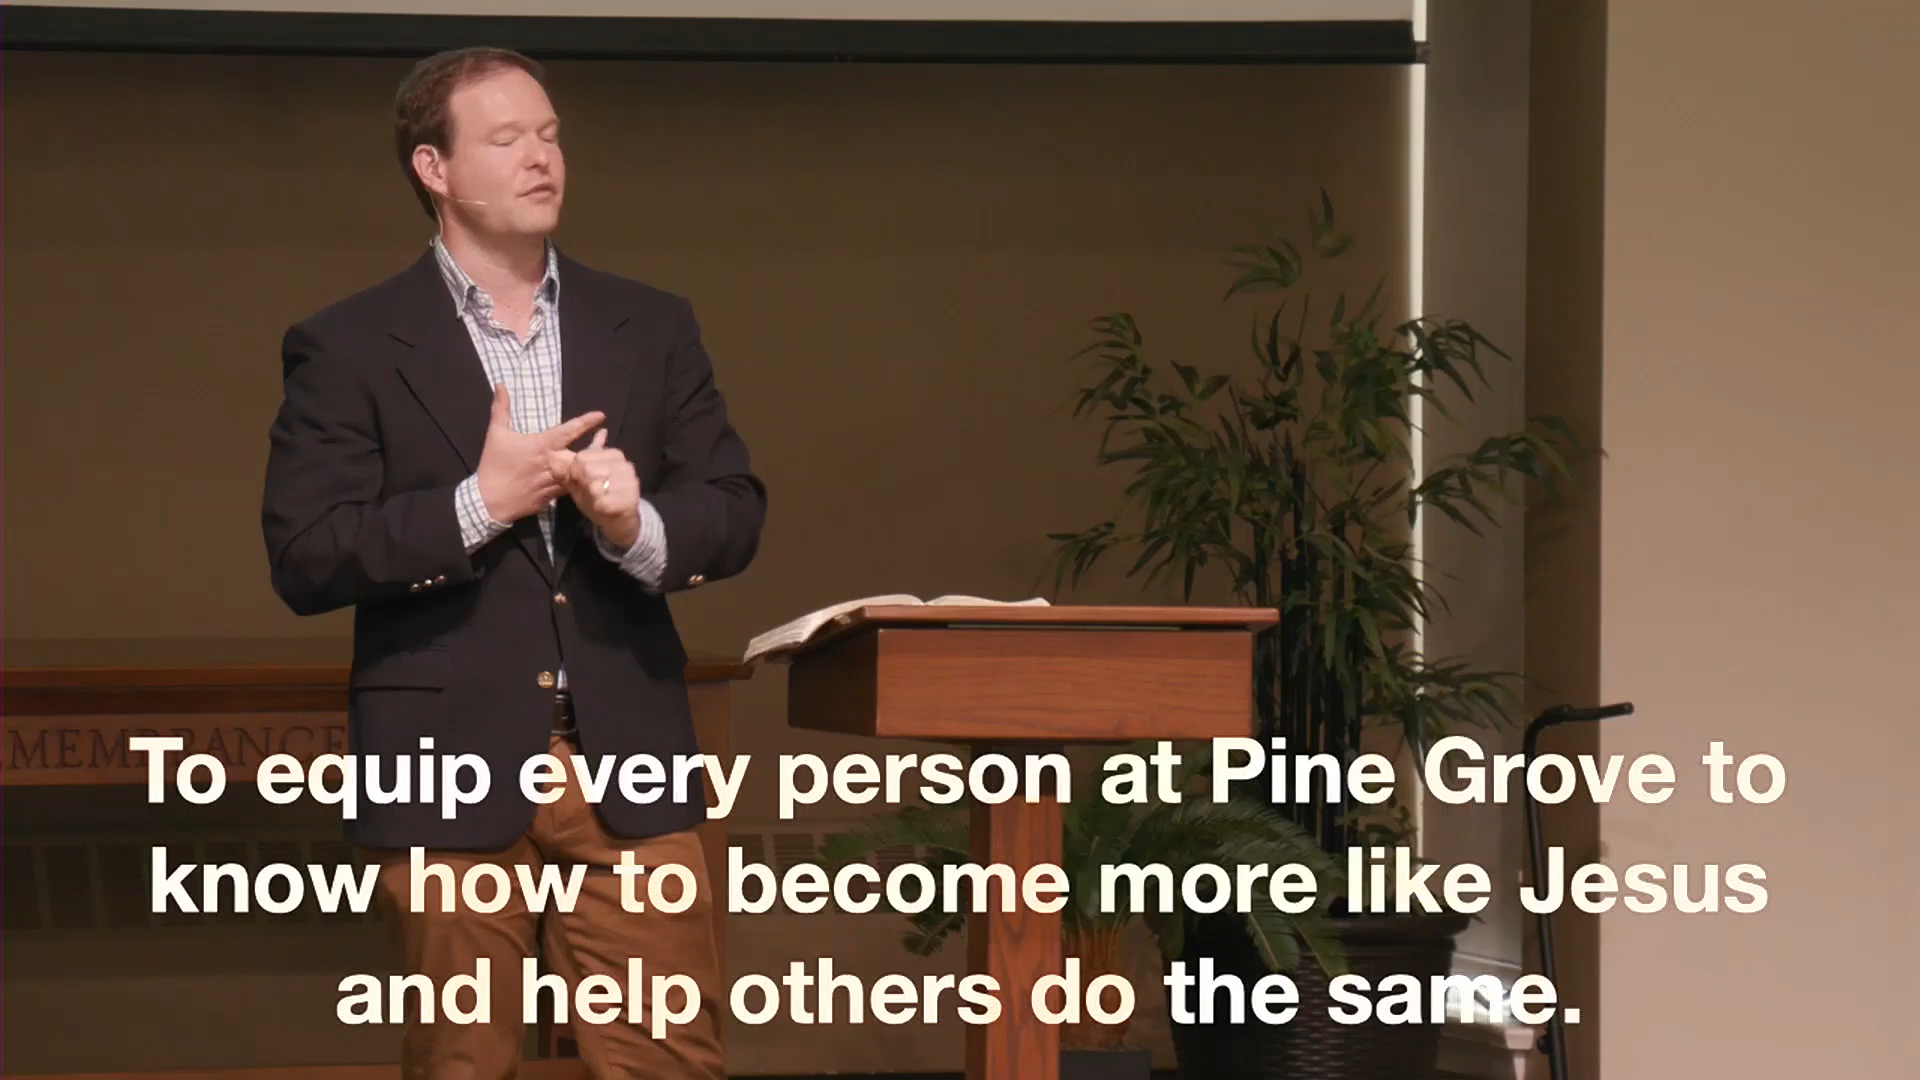 EMEMBRANCE
To equip every person at Pine Grove to
know how to become more like Jesus
and help others do the same.